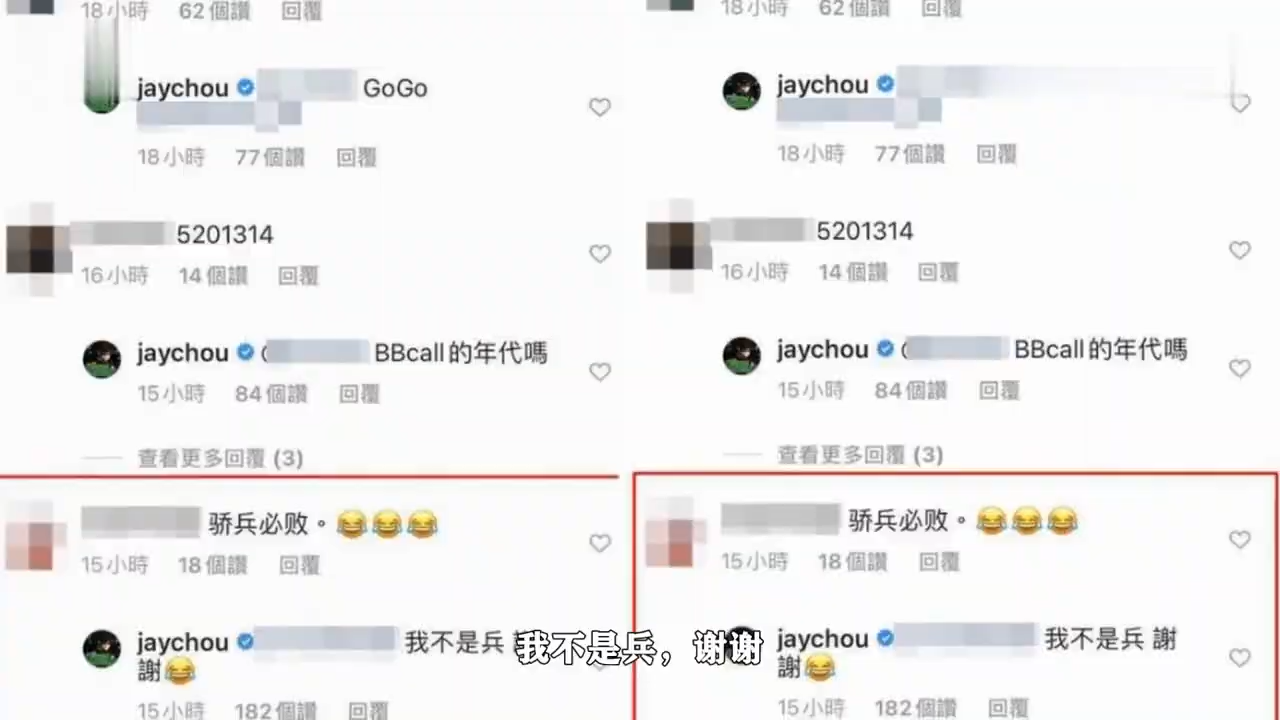 18小時 62個讚 回覆
jaychou GoGo
18小時 77個讚 回覆
5201314
16小時 14個讚 回覆
jaychou BBcall的年代嗎
15小時 84個讚 回覆
查看更多回覆 (3)
骄兵必败。😂😂😂
15小時 18個讚 回覆
jaychou 我不是兵
謝😂
15小時 182個讚 回覆
18小時 62個讚 回覆
jaychou
18小時 77個讚 回覆
5201314
16小時 14個讚 回覆
jaychou BBcall的年代嗎
15小時 84個讚 回覆
查看更多回覆 (3)
骄兵必败。😂😂😂
15小時 18個讚 回覆
jaychou 我不是兵 謝
謝😂
15小時 182個讚 回覆
我不是兵，谢谢